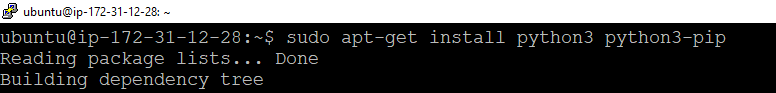 ubuntu@ip-172-31-12-28: ~
ubuntu@ip-172-31-12-28:~$ sudo apt-get install python3 python3-pip
Reading package lists... Done
Building dependency tree